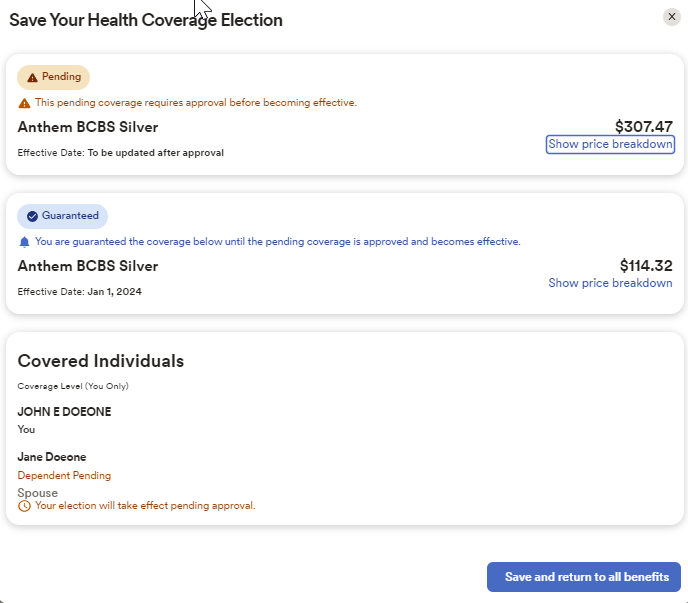 Save Your Health Coverage Election
Pending
This pending coverage requires approval before becoming effective.
Anthem BCBS Silver
$307.47
Show price breakdown
Effective Date: To be updated after approval
Guaranteed
You are guaranteed the coverage below until the pending coverage is approved and becomes effective.
Anthem BCBS Silver
$114.32
Show price breakdown
Effective Date: Jan 1, 2024
Covered Individuals
Coverage Level (You Only)
JOHN E DOEONE
You
Jane Doeone
Dependent Pending
Spouse
Your election will take effect pending approval.
Save and return to all benefits